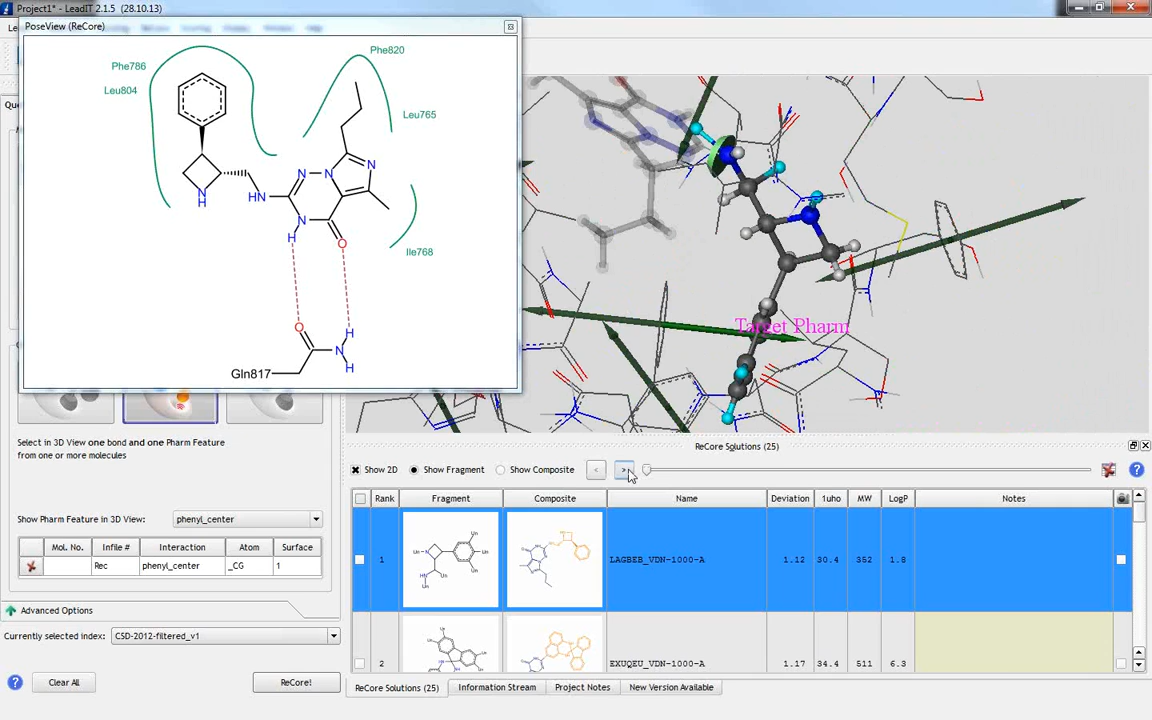 Project1* - LeadIT 2.1.5 (28.10.13)
PoseView (ReCore)
Phe820
Phe786
Leu804
Leu765
N
N
N
N
H
HN
N
H
N
O
Ile768
O
H
N
H
Gln817
Target Pharm
Select in 3D View one bond and one Pharm Feature
from one or more molecules
Show Pharm Feature in 3D View: phenyl_center
Mol. No. Infile # Interaction Atom Surface
Rec phenyl_center _CG 1
Advanced Options
Currently selected index: CSD-2012-filtered_v1
? Clear All ReCore!
ReCore Solutions (25)
Show 2D Show Fragment Show Composite < > ?
Rank Fragment Composite Name Deviation 1uho MW LogP Notes
1 LAGBEB_VDN-1000-A 1.12 30.4 352 1.8
2 EXUQEU_VDN-1000-A 1.17 34.4 511 6.3
ReCore Solutions (25) Information Stream Project Notes New Version Available